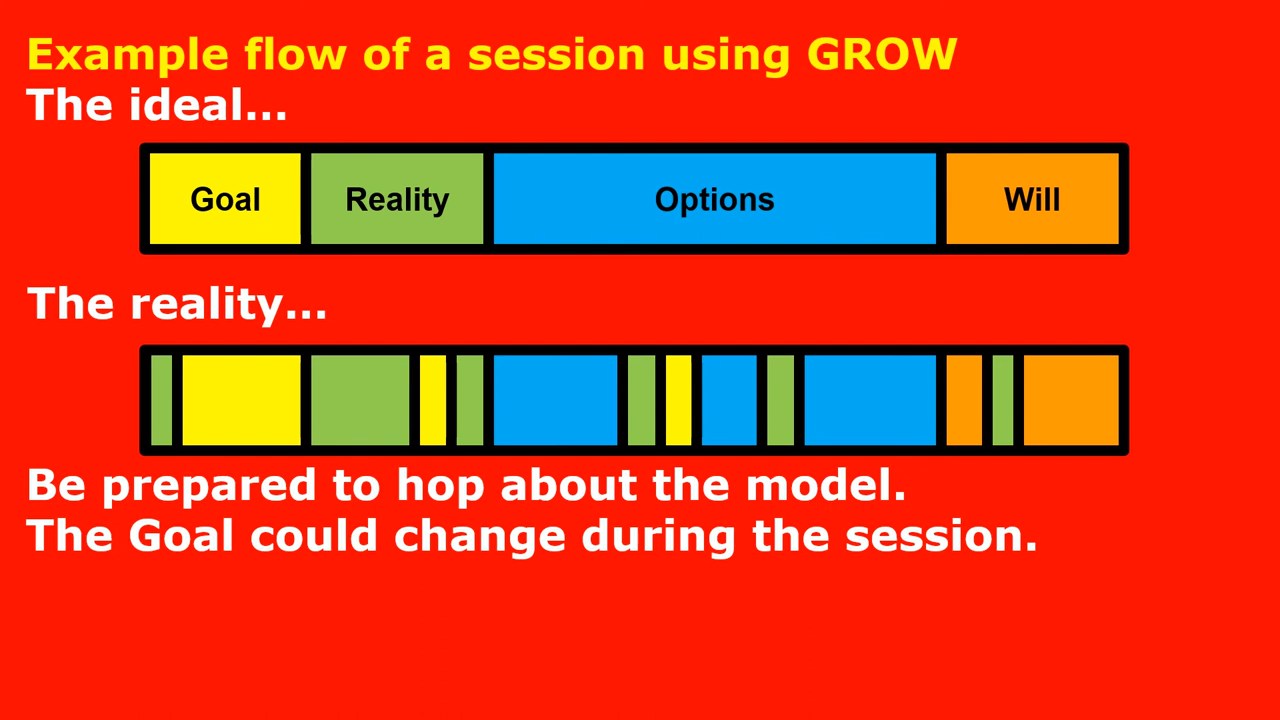 Example flow of a session using GROW
The ideal...
Goal Reality Options Will
The reality...
Be prepared to hop about the model.
The Goal could change during the session.